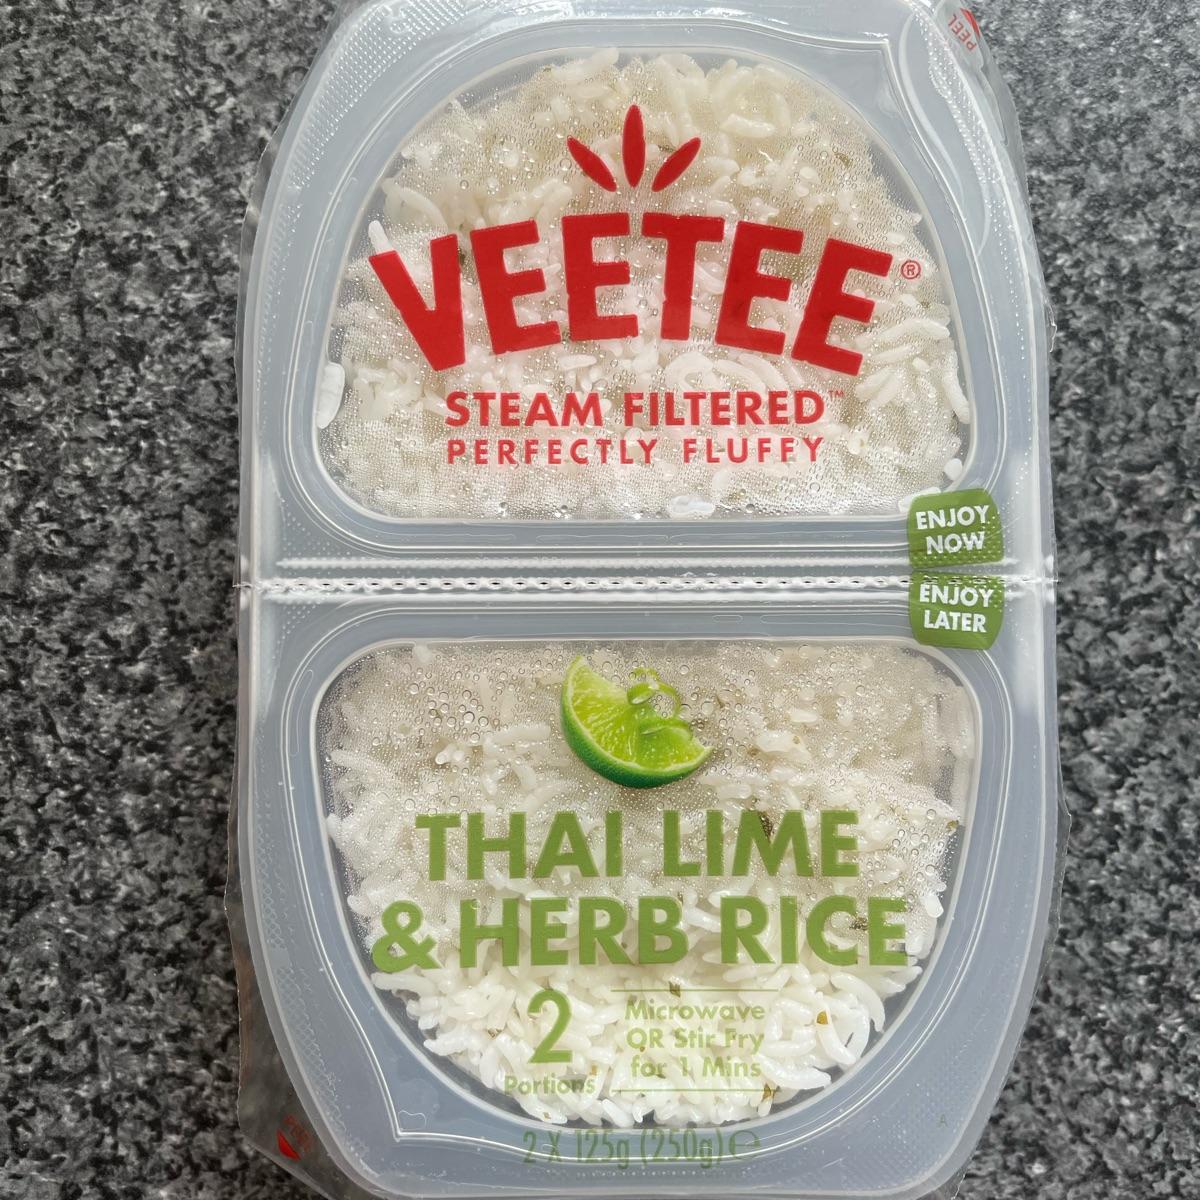 PEEL
VEETEE®
STEAM FILTERED™
PERFECTLY FLUFFY
ENJOY
NOW
ENJOY
LATER
THAI LIME
& HERB RICE
2
Portions
Microwave
OR Stir Fry
for 1 Mins
2 X 125g (250g) ℮
A
PEEL